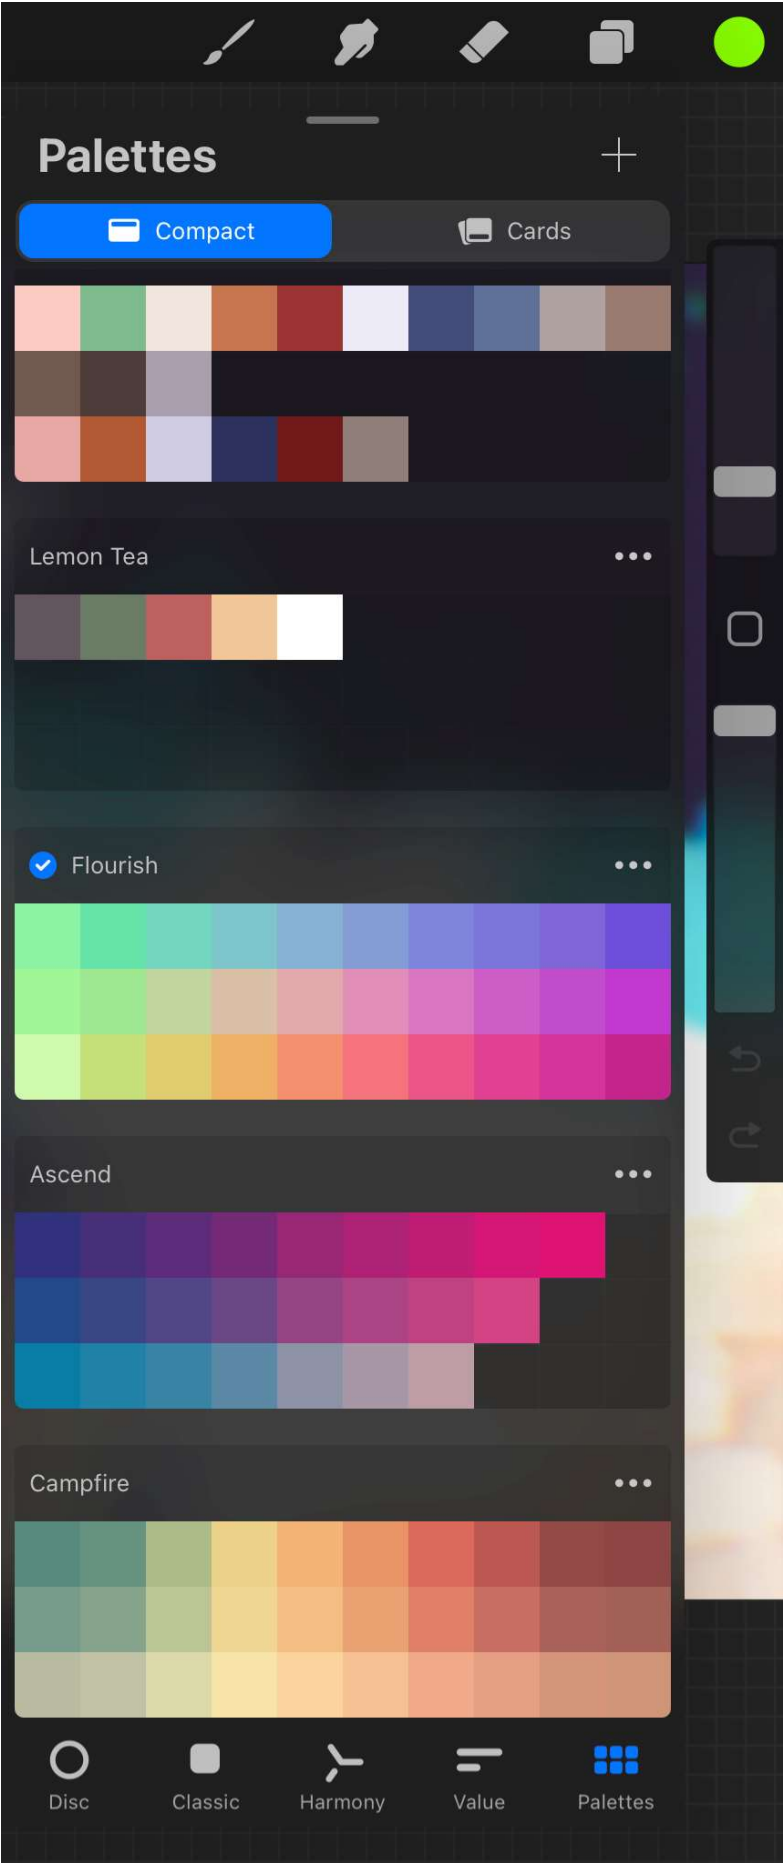 Palettes
Compact Cards
Lemon Tea
Flourish
Ascend
Campfire
Disc Classic Harmony Value Palettes